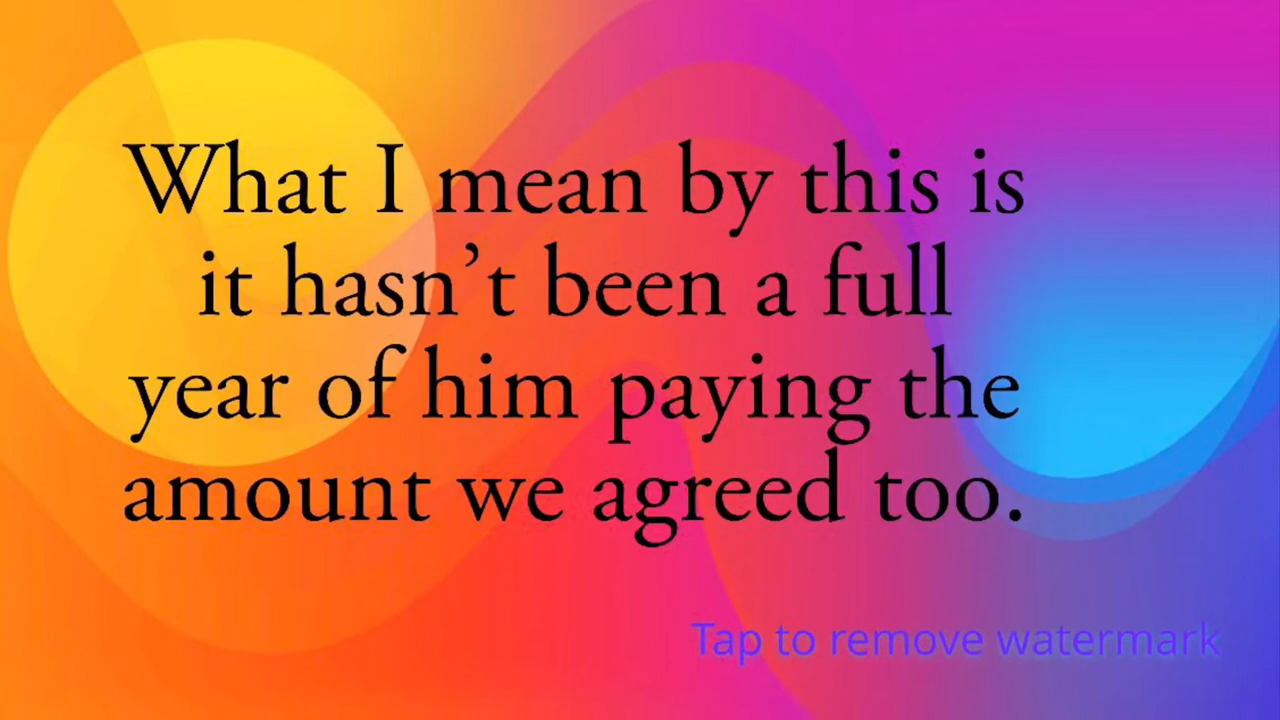 What I mean by this is
it hasn’t been a full
year of him paying the
amount we agreed too.
Tap to remove watermark